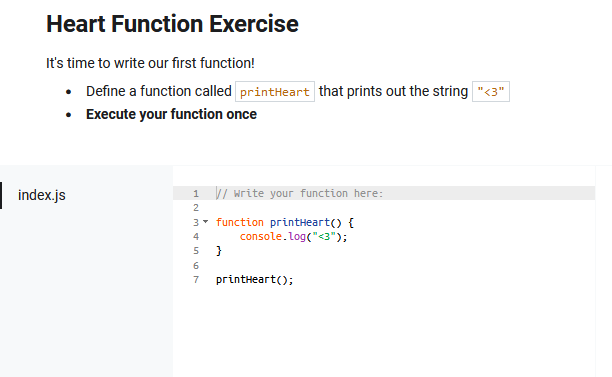 Heart Function Exercise
It's time to write our first function!
• Define a function called printHeart that prints out the string "<3"
• Execute your function once
index.js
1 // Write your function here:
2
3 function printHeart() {
4     console.log("<3");
5 }
6
7 printHeart();